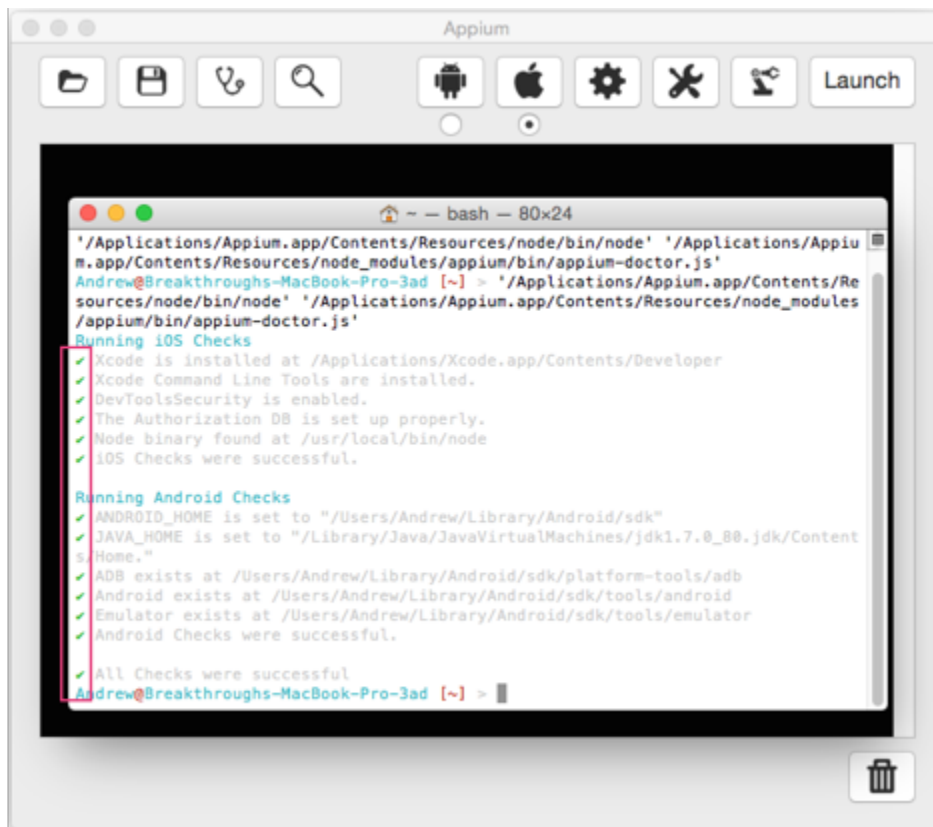 Appium
Launch
~ — bash — 80×24
'/Applications/Appium.app/Contents/Resources/node/bin/node' '/Applications/Appiu
m.app/Contents/Resources/node_modules/appium/bin/appium-doctor.js'
Andrew@Breakthroughs-MacBook-Pro-3ad [~] > '/Applications/Appium.app/Contents/Re
sources/node/bin/node' '/Applications/Appium.app/Contents/Resources/node_modules
/appium/bin/appium-doctor.js'
Running iOS Checks
✔ Xcode is installed at /Applications/Xcode.app/Contents/Developer
✔ Xcode Command Line Tools are installed.
✔ DevToolsSecurity is enabled.
✔ The Authorization DB is set up properly.
✔ Node binary found at /usr/local/bin/node
✔ iOS Checks were successful.
Running Android Checks
✔ ANDROID_HOME is set to "/Users/Andrew/Library/Android/sdk"
✔ JAVA_HOME is set to "/Library/Java/JavaVirtualMachines/jdk1.7.0_80.jdk/Content
s/Home."
✔ ADB exists at /Users/Andrew/Library/Android/sdk/platform-tools/adb
✔ Android exists at /Users/Andrew/Library/Android/sdk/tools/android
✔ Emulator exists at /Users/Andrew/Library/Android/sdk/tools/emulator
✔ Android Checks were successful.
✔ All Checks were successful
Andrew@Breakthroughs-MacBook-Pro-3ad [~] >